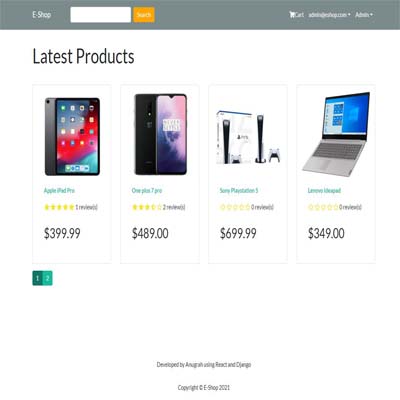 E-Shop Search Cart admin@eshop.com Admin
Latest Products
Apple iPad Pro
1 review(s)
$399.99
One plus 7 pro
2 review(s)
$489.00
Sony Playstation 5
0 review(s)
$699.99
Lenovo Ideapad
0 review(s)
$349.00
1 2
Developed by Anugrah using React and Django
Copyright © E-Shop 2021